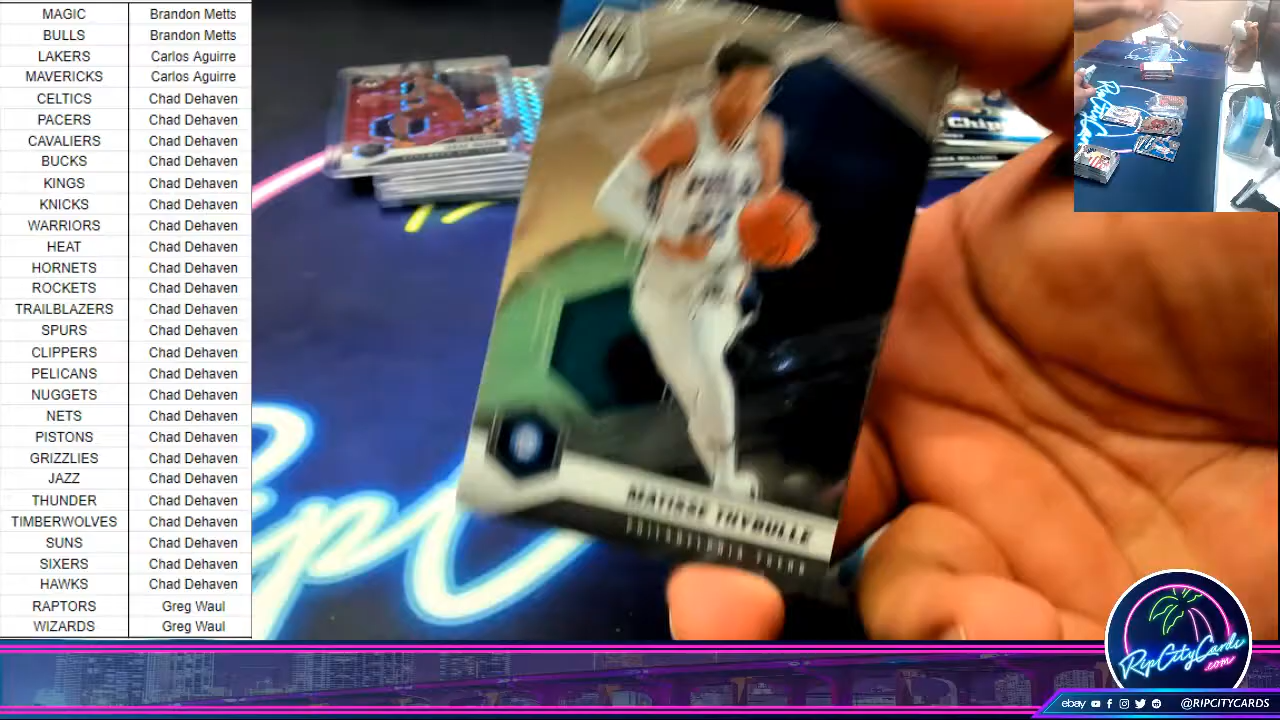 MAGIC Brandon Metts
BULLS Brandon Metts
LAKERS Carlos Aguirre
MAVERICKS Carlos Aguirre
CELTICS Chad Dehaven
PACERS Chad Dehaven
CAVALIERS Chad Dehaven
BUCKS Chad Dehaven
KINGS Chad Dehaven
KNICKS Chad Dehaven
WARRIORS Chad Dehaven
HEAT Chad Dehaven
HORNETS Chad Dehaven
ROCKETS Chad Dehaven
TRAILBLAZERS Chad Dehaven
SPURS Chad Dehaven
CLIPPERS Chad Dehaven
PELICANS Chad Dehaven
NUGGETS Chad Dehaven
NETS Chad Dehaven
PISTONS Chad Dehaven
GRIZZLIES Chad Dehaven
JAZZ Chad Dehaven
THUNDER Chad Dehaven
TIMBERWOLVES Chad Dehaven
SUNS Chad Dehaven
SIXERS Chad Dehaven
HAWKS Chad Dehaven
RAPTORS Greg Waul
WIZARDS Greg Waul
MATISSE THYBULLE
PHILADELPHIA 76ERS
RipCityCards
.com
ebay @RIPCITYCARDS